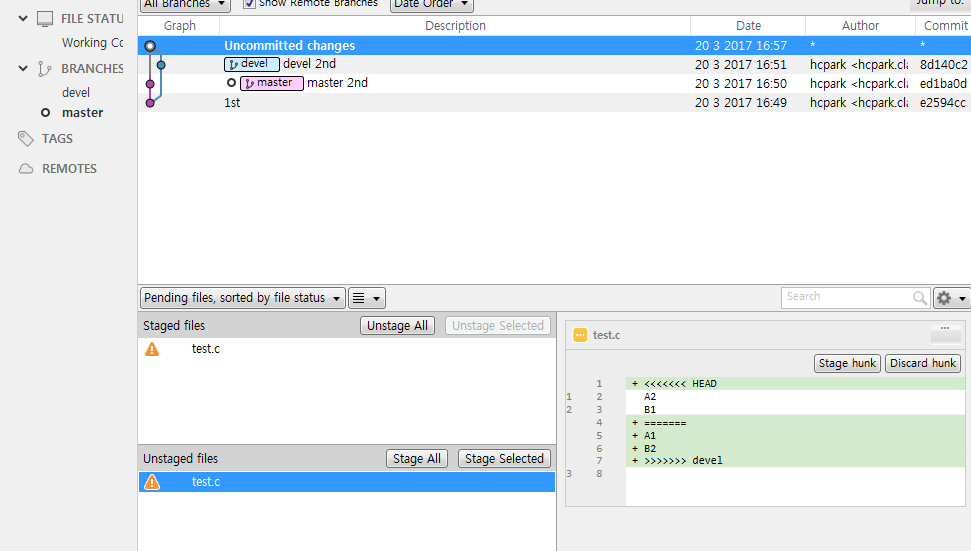 All Branches
Show Remote Branches
Date Order
Jump to:
FILE STATU
Working Co
BRANCHES
devel
master
TAGS
REMOTES
Graph Description Date Author Commit
Uncommitted changes 20 3 2017 16:57 * *
devel devel 2nd 20 3 2017 16:51 hcpark <hcpark.cla 8d140c2
master master 2nd 20 3 2017 16:50 hcpark <hcpark.cla ed1ba0d
1st 20 3 2017 16:49 hcpark <hcpark.cla e2594cc
Pending files, sorted by file status
Search
Staged files Unstage All Unstage Selected
test.c
Unstaged files Stage All Stage Selected
test.c
test.c
Stage hunk Discard hunk
1 + <<<<<<< HEAD
1 2 A2
2 3 B1
4 + =======
5 + A1
6 + B2
7 + >>>>>>> devel
3 8